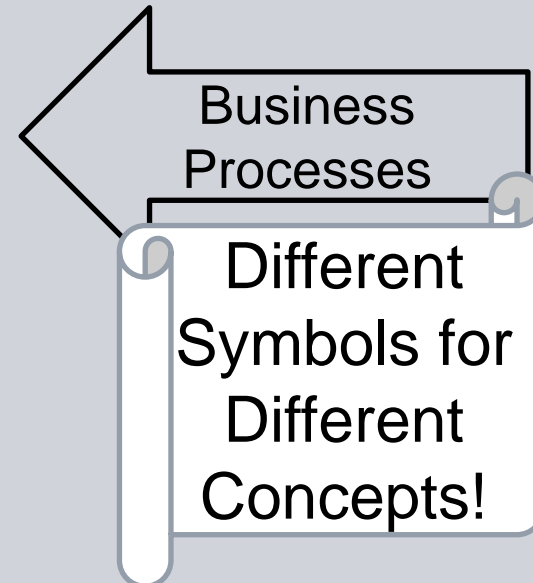 Business
Processes
Different
Symbols for
Different
Concepts!